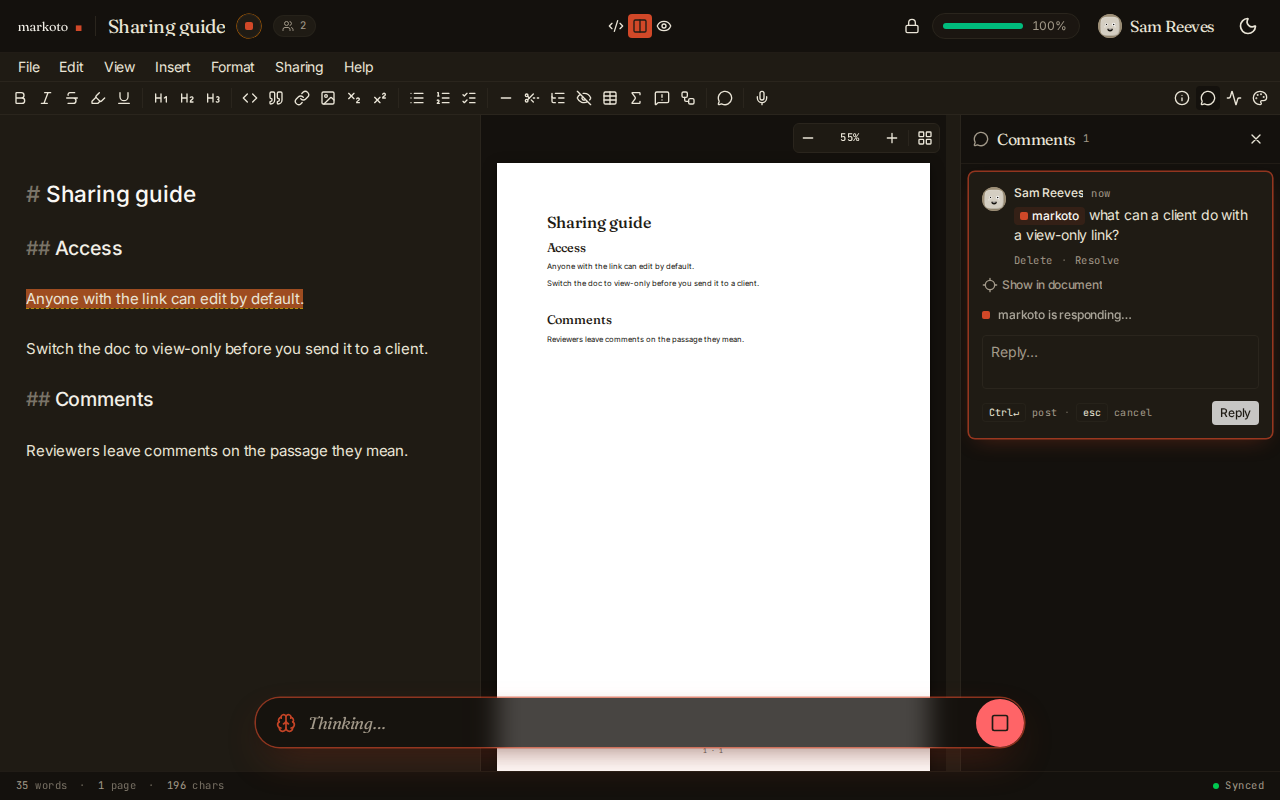 markoto
Sharing guide
2
100%
Sam Reeves
File Edit View Insert Format Sharing Help
H1 H2 H3
# Sharing guide
## Access
Anyone with the link can edit by default.
Switch the doc to view-only before you send it to a client.
## Comments
Reviewers leave comments on the passage they mean.
55%
Sharing guide
Access
Anyone with the link can edit by default.
Switch the doc to view-only before you send it to a client.
Comments
Reviewers leave comments on the passage they mean.
1 - 1
Comments 1
Sam Reeves now
markoto what can a client do with
a view-only link?
Delete · Resolve
Show in document
markoto is responding...
Reply...
Ctrl↵ post · esc cancel
Reply
Thinking...
35 words · 1 page · 196 chars
Synced